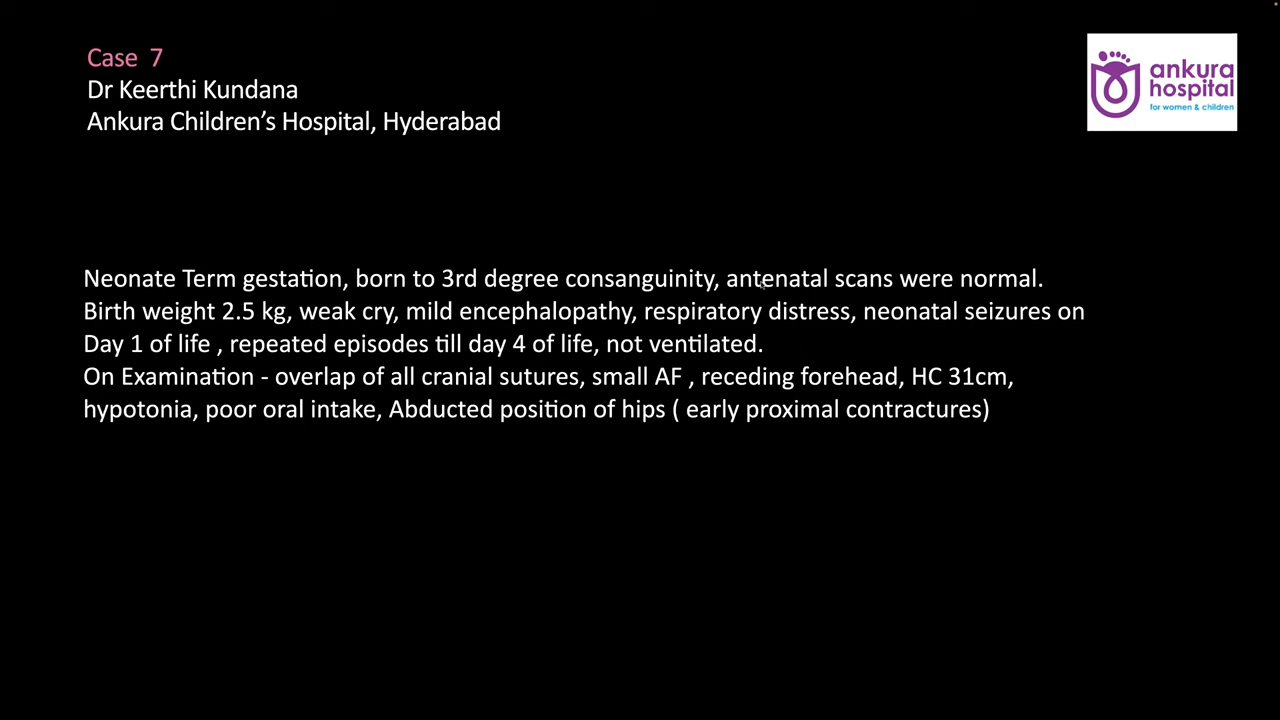 Case 7
Dr Keerthi Kundana
Ankura Children's Hospital, Hyderabad
ankura
hospital
for women & children
Neonate Term gestation, born to 3rd degree consanguinity, antenatal scans were normal.
Birth weight 2.5 kg, weak cry, mild encephalopathy, respiratory distress, neonatal seizures on
Day 1 of life , repeated episodes till day 4 of life, not ventilated.
On Examination - overlap of all cranial sutures, small AF , receding forehead, HC 31cm,
hypotonia, poor oral intake, Abducted position of hips ( early proximal contractures)